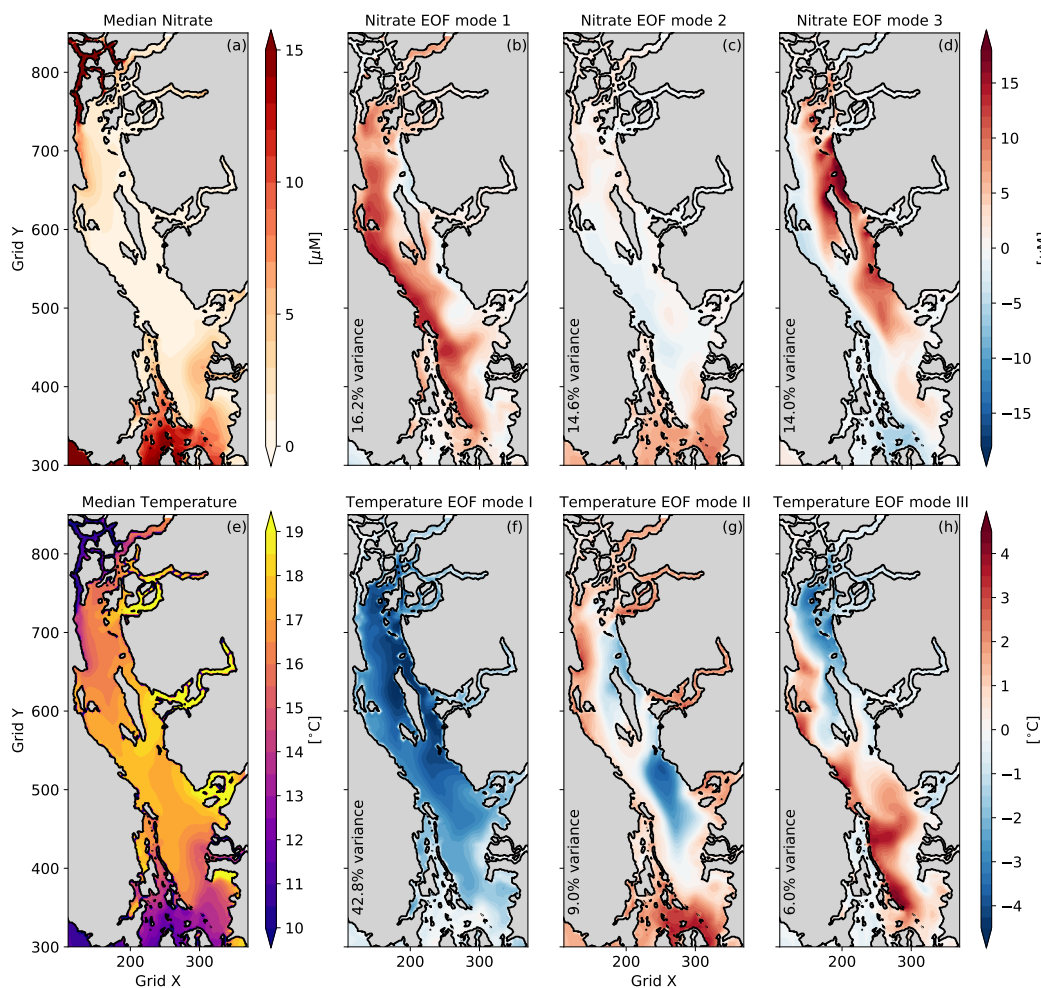 Median Nitrate
Nitrate EOF mode 1
Nitrate EOF mode 2
Nitrate EOF mode 3
(a)
(b)
(c)
(d)
800
700
600
500
400
300
Grid Y
15
10
5
0
[μM]
16.2% variance
14.6% variance
14.0% variance
15
10
5
0
−5
−10
−15
[μM]
Median Temperature
Temperature EOF mode I
Temperature EOF mode II
Temperature EOF mode III
(e)
(f)
(g)
(h)
800
700
600
500
400
300
Grid Y
19
18
17
16
15
14
13
12
11
10
[°C]
42.8% variance
9.0% variance
6.0% variance
4
3
2
1
0
−1
−2
−3
−4
[°C]
200 300
200 300
200 300
200 300
Grid X
Grid X